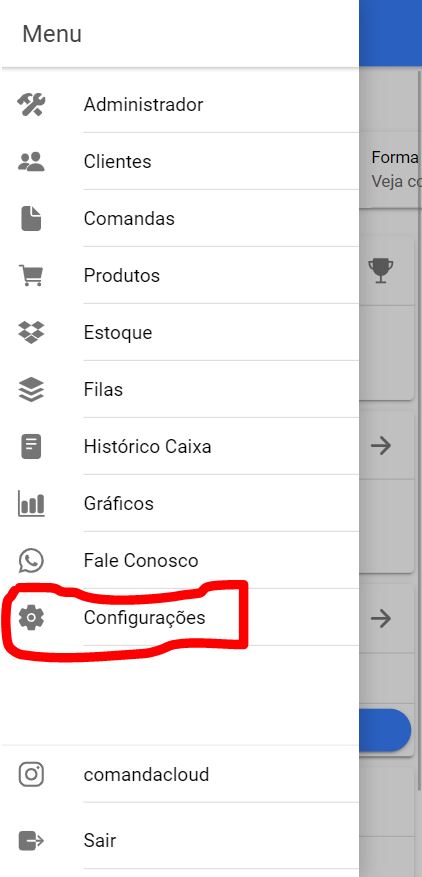 Menu
Administrador
Clientes
Forma
Veja
Comandas
Produtos
Estoque
Filas
Histórico Caixa
Gráficos
Fale Conosco
Configurações
comandacloud
Sair